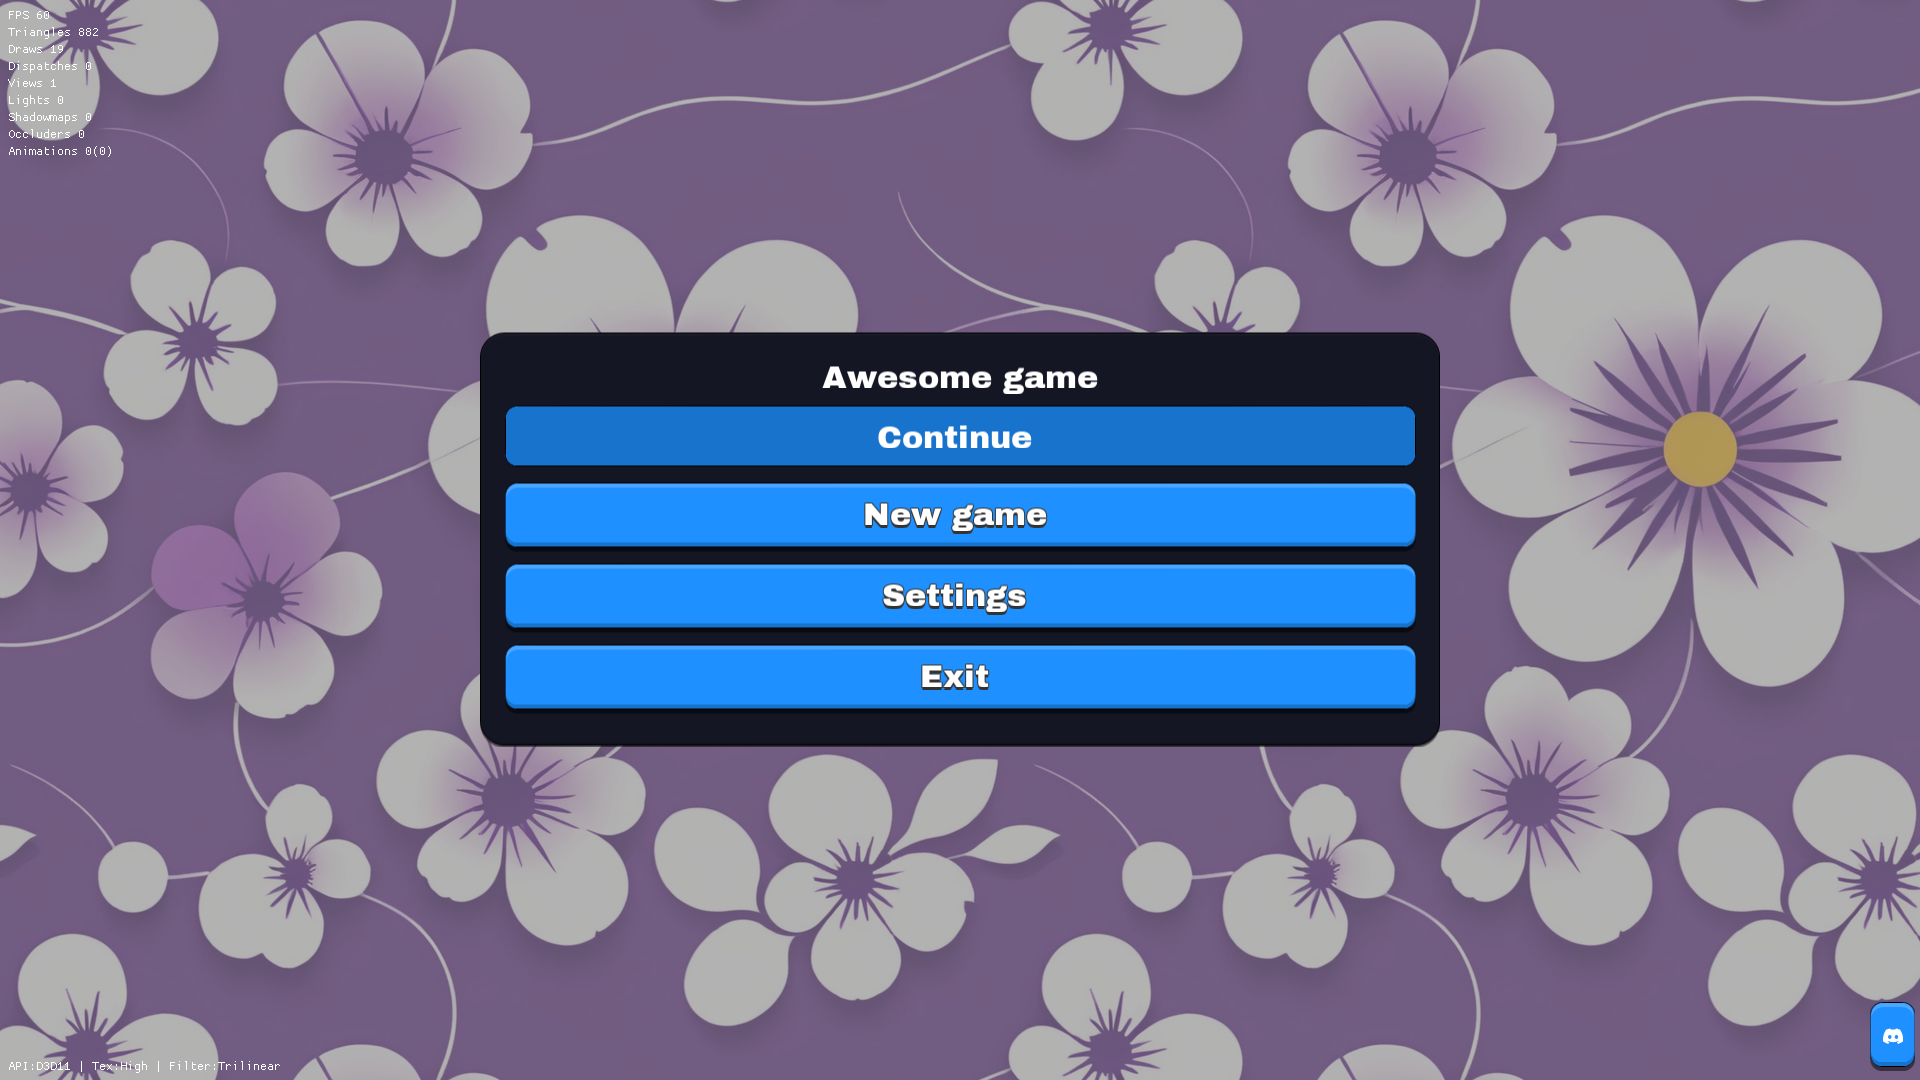 FPS 60
Triangles 882
Draws 19
Dispatches 0
Views 1
Lights 0
Shadowmaps 0
Occluders 0
Animations 0(0)
Awesome game
Continue
New game
Settings
Exit
API:D3D11 | Tex:High | Filter:Trilinear